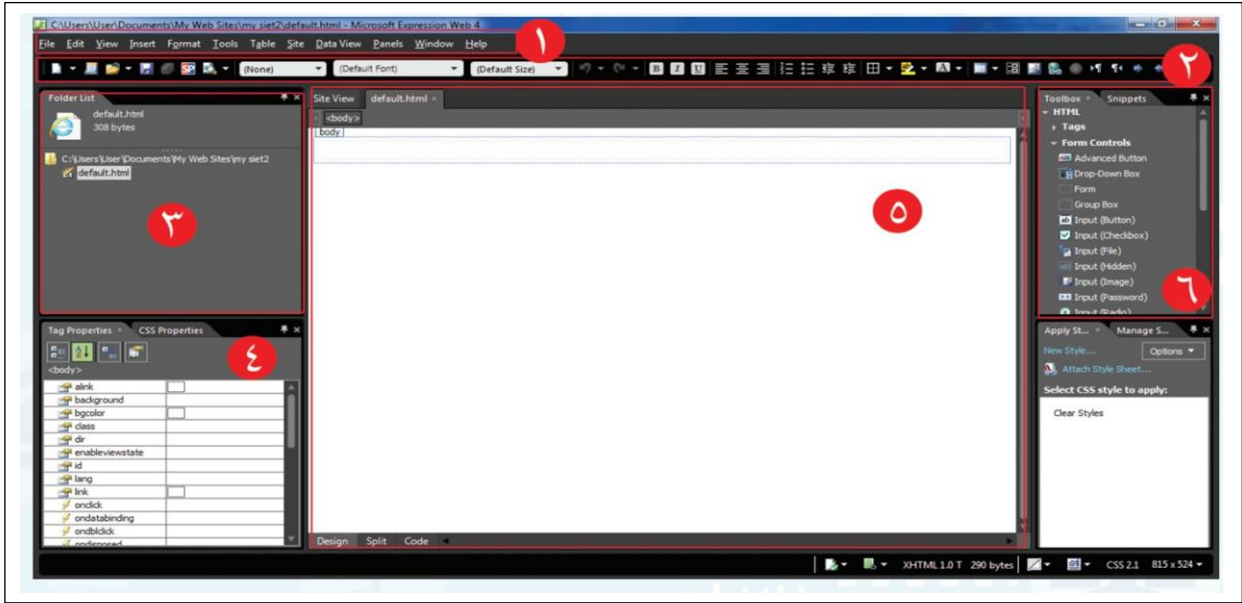 C:\Users\User\Documents\My Web Sites\my siet2\default.html - Microsoft Expression Web 4
١
File Edit View Insert Format Tools Table Site Data View Panels Window Help
٢
(None) (Default Font) (Default Size) B I U A
Folder List
default.html
308 bytes
C:\Users\User\Documents\My Web Sites\my siet2
default.html
٣
Tag Properties CSS Properties
٤
<body>
alink
background
bgcolor
class
dir
enableviewstate
id
lang
link
onclick
ondatabinding
ondblclick
ondisposed
Site View default.html
<body>
body
٥
Design Split Code
Toolbox Snippets
HTML
Tags
Form Controls
Advanced Button
Drop-Down Box
Form
Group Box
Input (Button)
Input (Checkbox)
Input (File)
Input (Hidden)
Input (Image)
Input (Password)
Input (Radio)
٦
Apply St... Manage S...
New Style... Options
Attach Style Sheet...
Select CSS style to apply:
Clear Styles
XHTML 1.0 T 290 bytes CSS 2.1 815 x 524